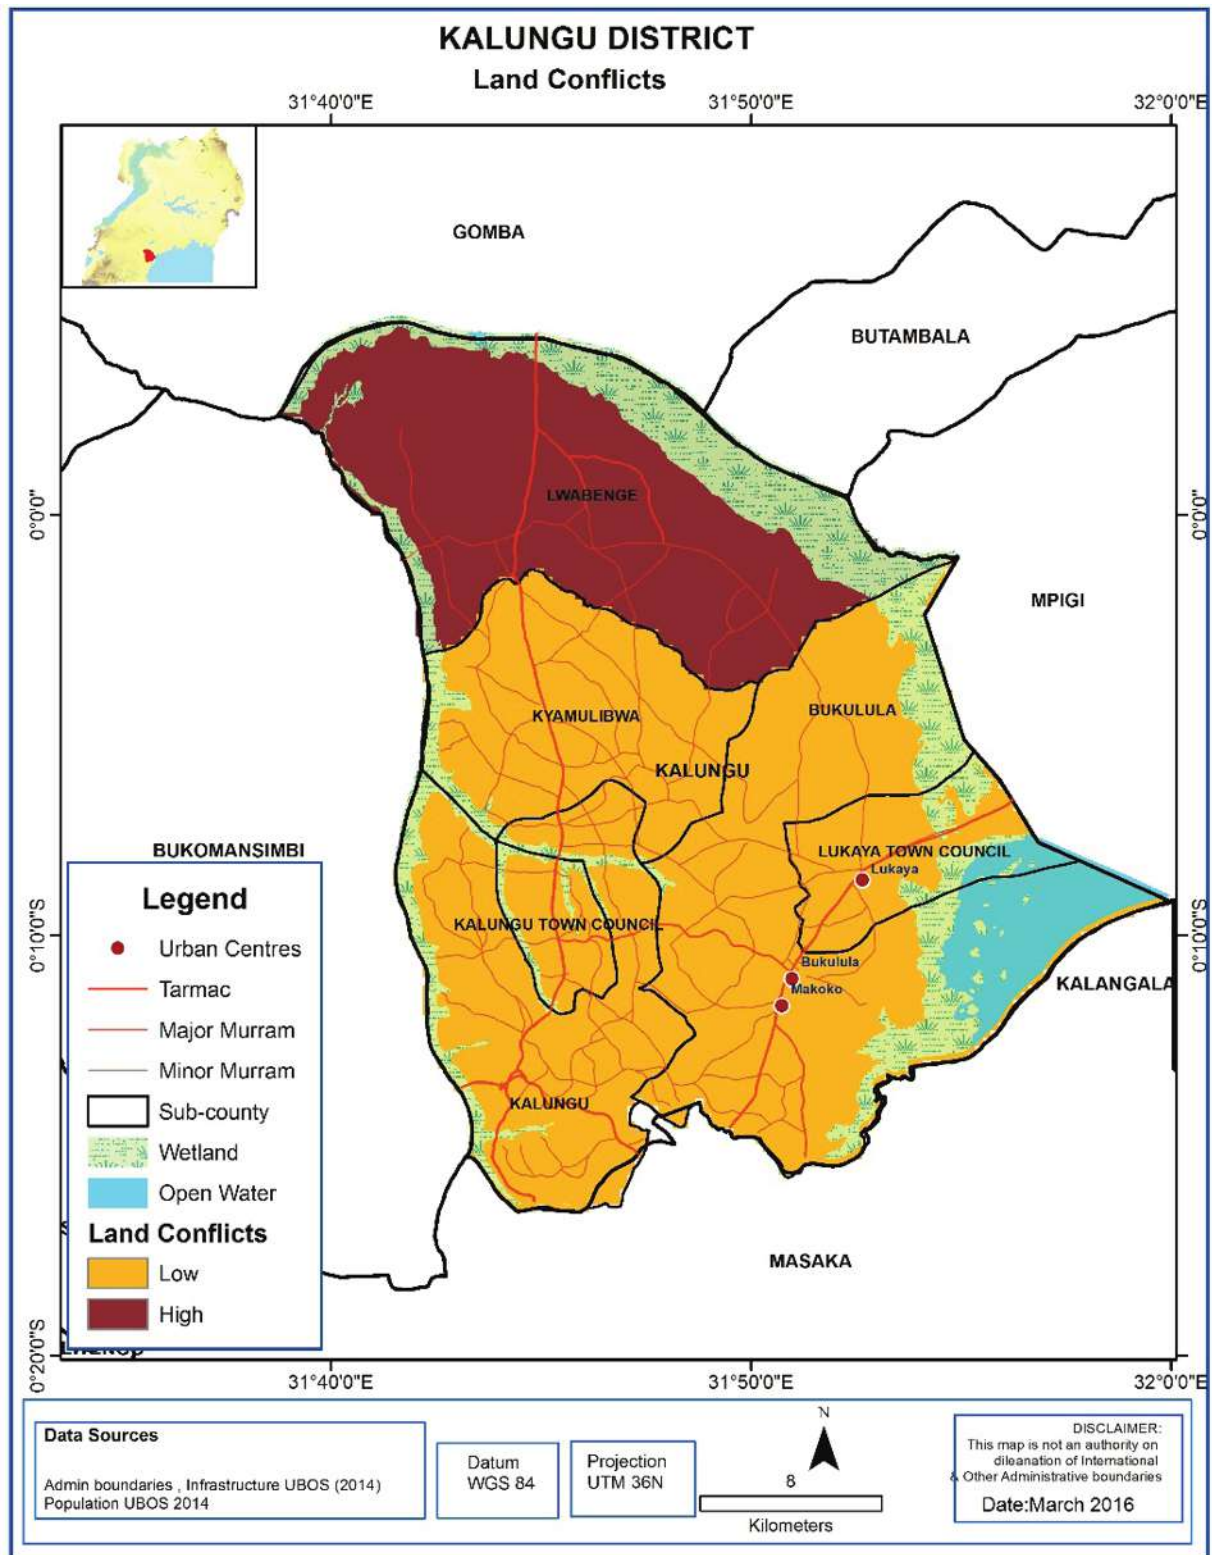 KALUNGU DISTRICT
Land Conflicts
31°40'0"E
31°50'0"E
32°0'0"E
GOMBA
BUTAMBALA
LWABENGE
0°0'0"
0°0'0"
MPIGI
KYAMULIBWA
BUKULULA
KALUNGU
BUKOMANSIMBI
LUKAYA TOWN COUNCIL
Lukaya
KALUNGU TOWN COUNCIL
0°10'0"S
0°10'0"S
Bukulula
Makoko
KALANGALA
KALUNGU
MASAKA
Legend
Urban Centres
Tarmac
Major Murram
Minor Murram
Sub-county
Wetland
Open Water
Land Conflicts
Low
High
0°20'0"S
31°40'0"E
31°50'0"E
32°0'0"E
Data Sources
Admin boundaries , Infrastructure UBOS (2014)
Population UBOS 2014
Datum
WGS 84
Projection
UTM 36N
N
8
Kilometers
DISCLAIMER:
This map is not an authority on
dileanation of International
& Other Administrative boundaries
Date:March 2016